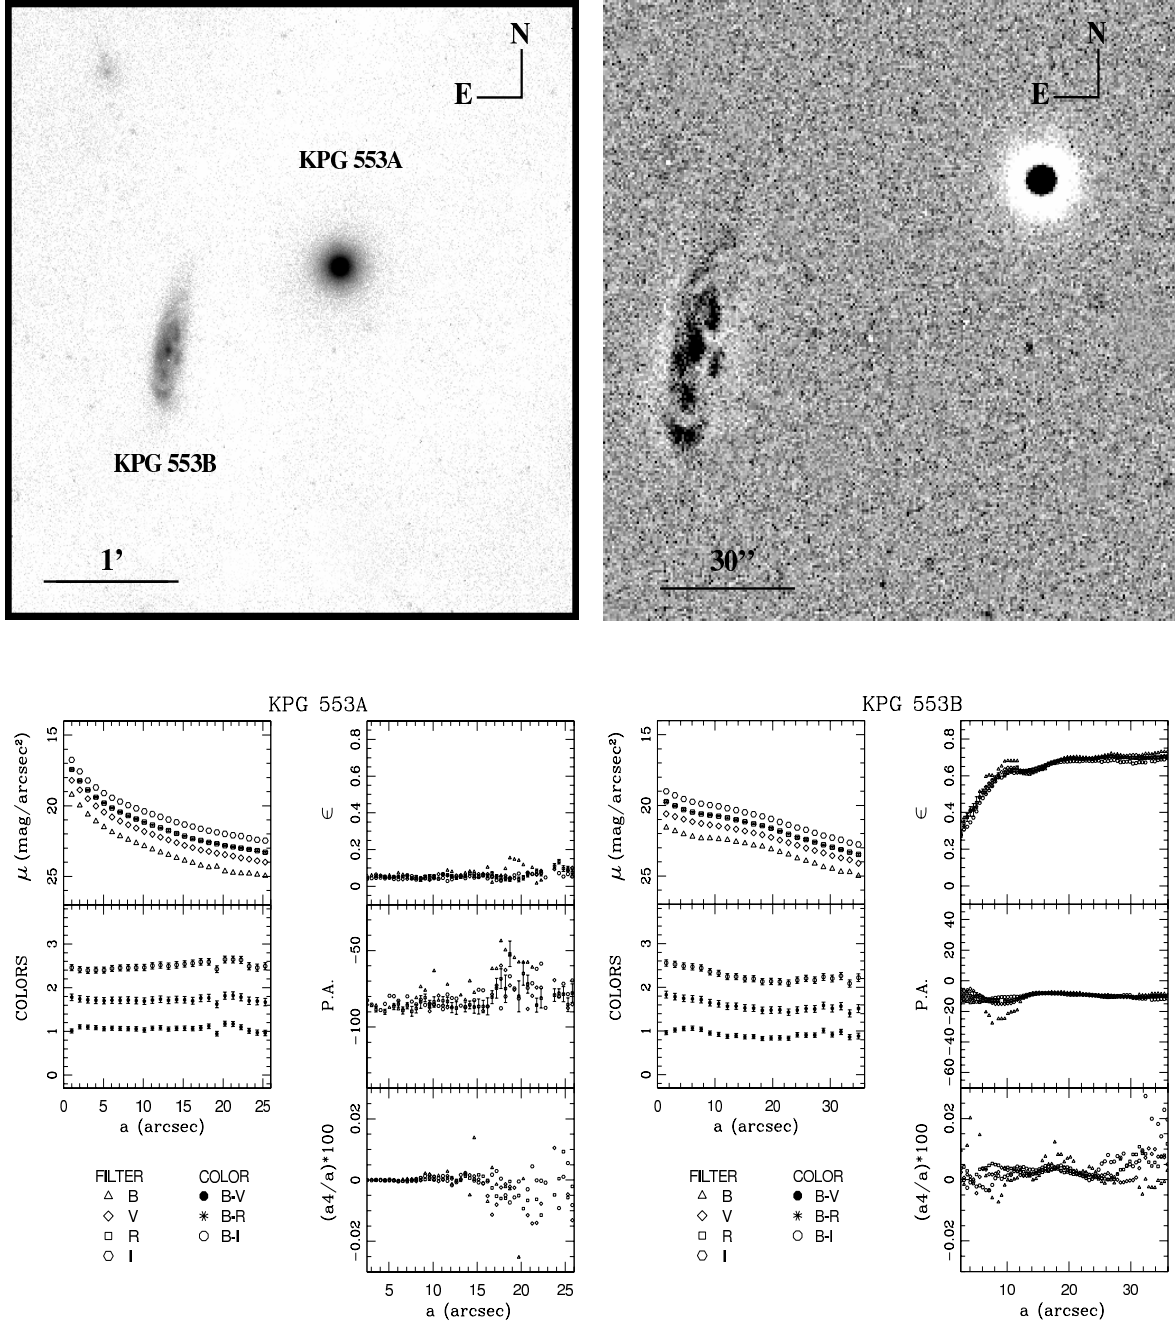 N
E
KPG 553A
KPG 553B
1’
N
E
30’’
KPG 553A
15
20
25
μ (mag/arcsec²)
3
2
1
0
COLORS
0 5 10 15 20 25
a (arcsec)
FILTER COLOR
B B-V
V B-R
R B-I
I
0.8
0.6
0.4
0.2
0
ϵ
-50
-100
P.A.
0.02
0
-0.02
(a4/a)*100
5 10 15 20 25
a (arcsec)
KPG 553B
15
20
25
μ (mag/arcsec²)
3
2
1
0
COLORS
0 10 20 30
a (arcsec)
FILTER COLOR
B B-V
V B-R
R B-I
I
0.8
0.6
0.4
0.2
0
ϵ
40
20
0
-20
-40
-60
P.A.
0.02
0
-0.02
(a4/a)*100
10 20 30
a (arcsec)